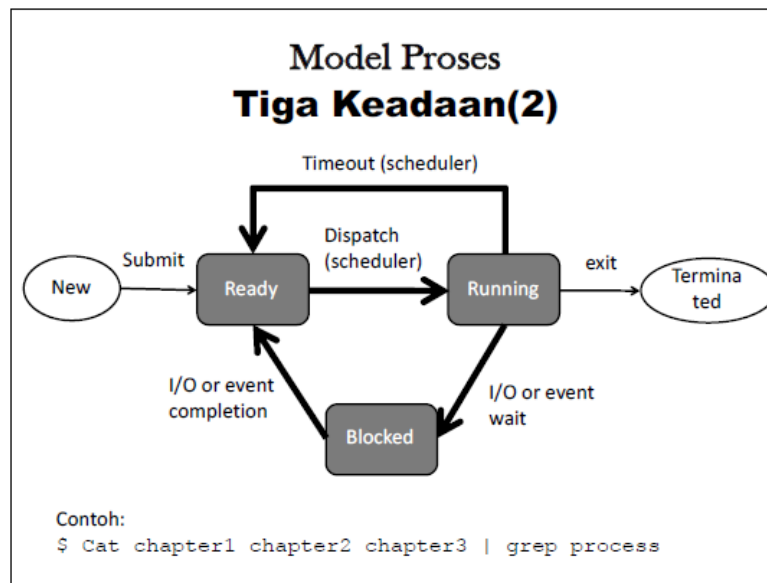 Model Proses
Tiga Keadaan(2)
Timeout (scheduler)
Submit
Dispatch
(scheduler)
exit
New
Ready
Running
Termina
ted
I/O or event
completion
I/O or event
wait
Blocked
Contoh:
$ Cat chapter1 chapter2 chapter3 | grep process